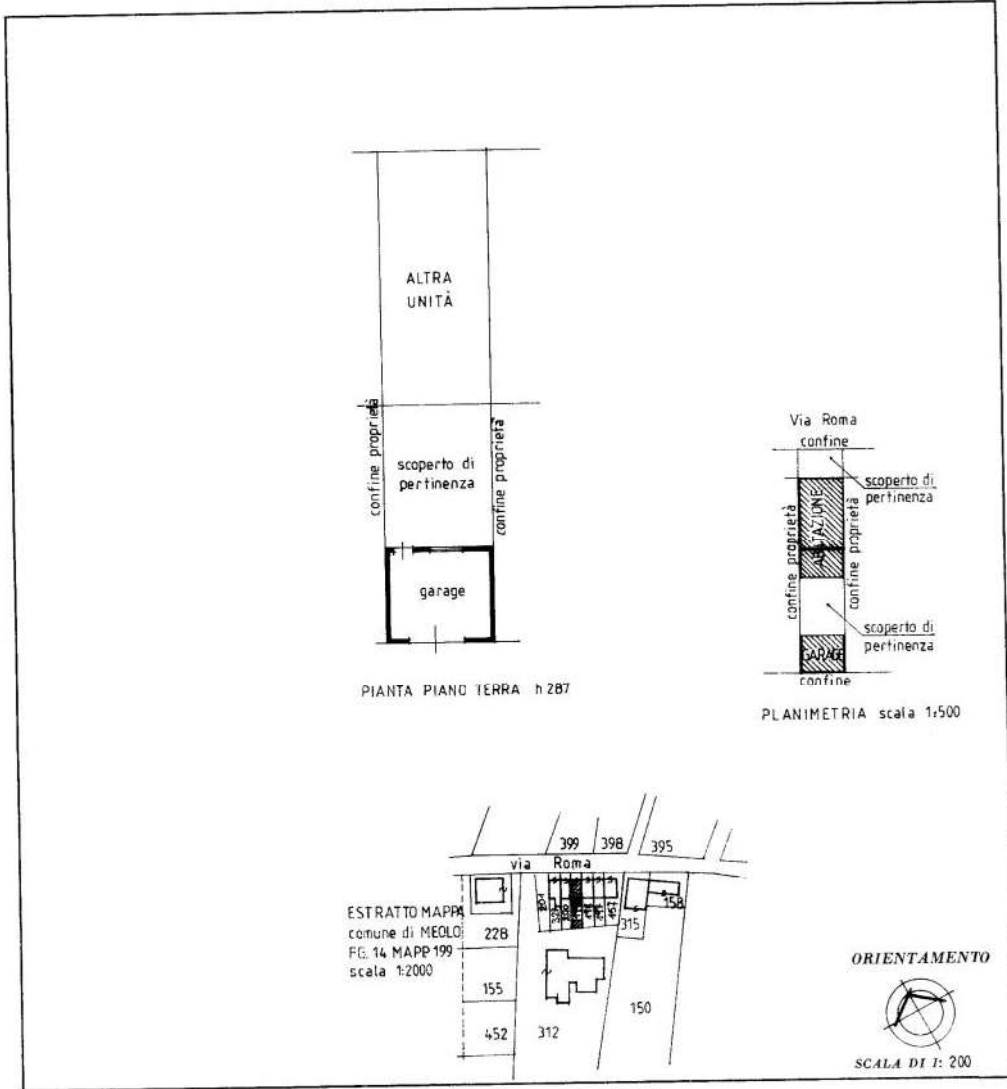 ALTRA
UNITÀ
confine proprietà
confine proprietà
scoperto di
pertinenza
garage
PIANTA PIANO TERRA h 287
Via Roma
confine
scoperto di
pertinenza
confine proprietà
ABITAZIONE
confine proprietà
scoperto di
pertinenza
GARAGE
confine
PLANIMETRIA scala 1:500
399 398 395
via Roma
ESTRATTO MAPPA
comune di MEOLO
FG. 14 MAPP 199
scala 1:2000
228
315
158
155
150
452
312
ORIENTAMENTO
SCALA DI 1: 200